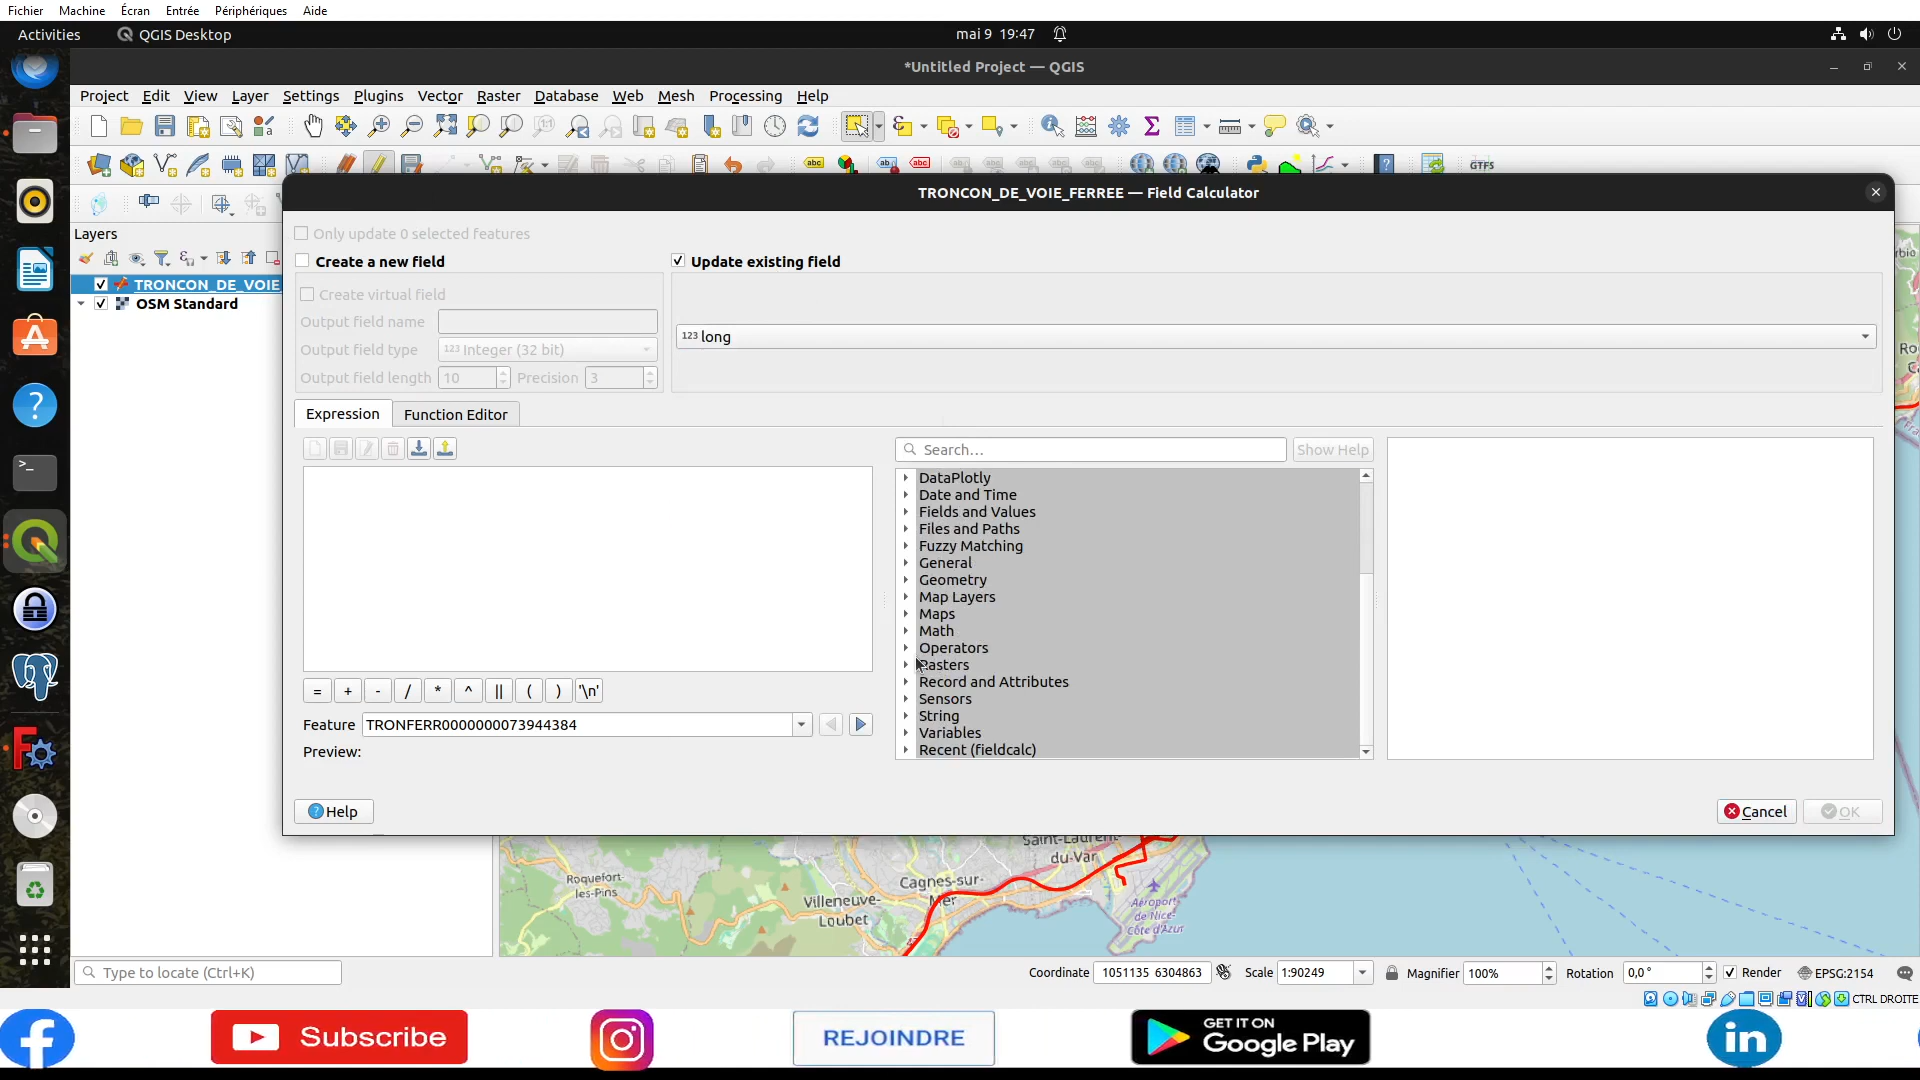 Fichier Machine Écran Entrée Périphériques Aide
Activities QGIS Desktop mai 9 19:47
*Untitled Project — QGIS
Project Edit View Layer Settings Plugins Vector Raster Database Web Mesh Processing Help
TRONCON_DE_VOIE_FERREE — Field Calculator
Layers
TRONCON_DE_VOIE
OSM Standard
Only update 0 selected features
Create a new field
Update existing field
Create virtual field
Output field name
Output field type 123 Integer (32 bit)
Output field length 10 Precision 3
123 long
Expression Function Editor
Search... Show Help
DataPlotly
Date and Time
Fields and Values
Files and Paths
Fuzzy Matching
General
Geometry
Map Layers
Maps
Math
Operators
Rasters
Record and Attributes
Sensors
String
Variables
Recent (fieldcalc)
= + - / * ^ || ( ) '\n'
Feature TRONFERR0000000073944384
Preview:
Help Cancel OK
Saint-Laurent-
du-Var
Roquefort
les-Pins
Cagnes-sur-
Mer
Villeneuve-
Loubet
Aéroport
de Nice-
Côte d'Azur
Type to locate (Ctrl+K) Coordinate 1051135 6304863 Scale 1:90249 Magnifier 100% Rotation 0,0 ° Render EPSG:2154
CTRL DROITE
Subscribe
REJOINDRE
GET IT ON
Google Play
in